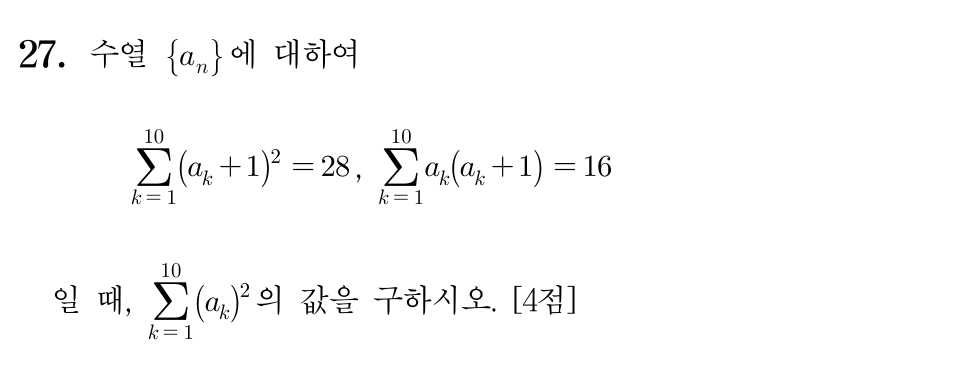 27. 수열 {aₙ}에 대하여
∑_{k=1}^{10}(a_k+1)²=28, ∑_{k=1}^{10}a_k(a_k+1)=16
일 때, ∑_{k=1}^{10}(a_k)²의 값을 구하시오. [4점]